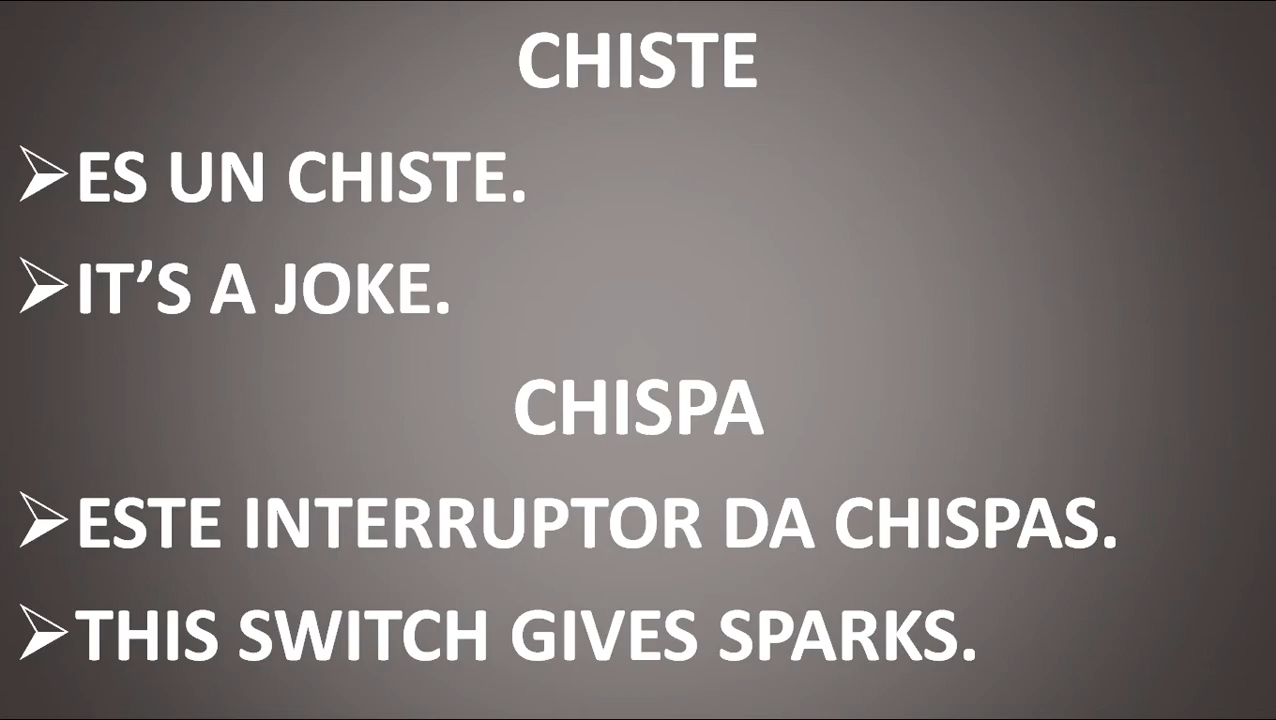 CHISTE
➢ES UN CHISTE.
➢IT’S A JOKE.
CHISPA
➢ESTE INTERRUPTOR DA CHISPAS.
➢THIS SWITCH GIVES SPARKS.